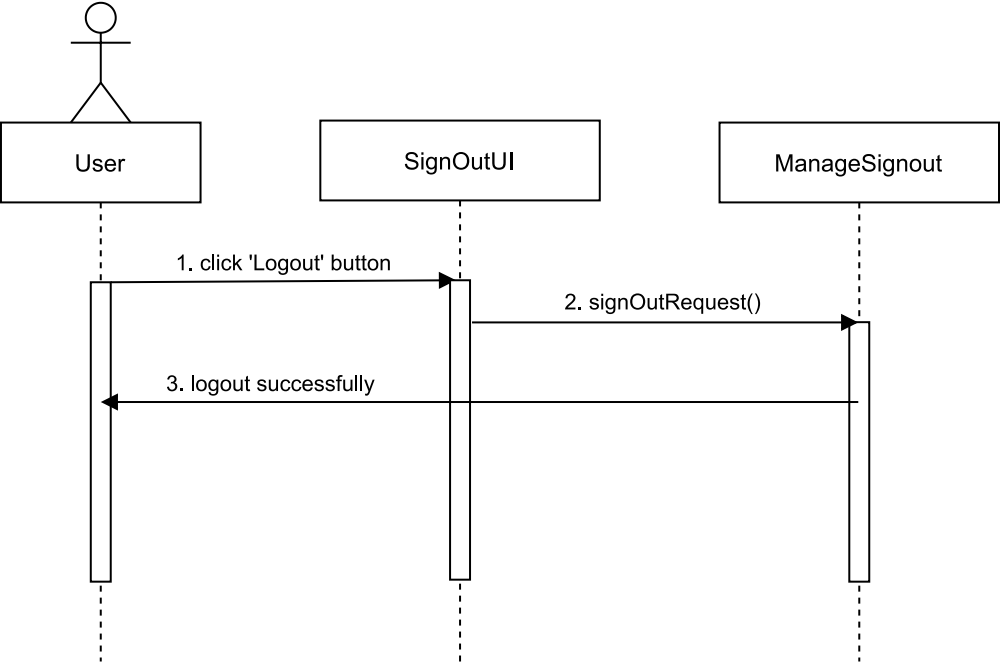 User
SignOutUI
ManageSignout
1. click 'Logout' button
2. signOutRequest()
3. logout successfully